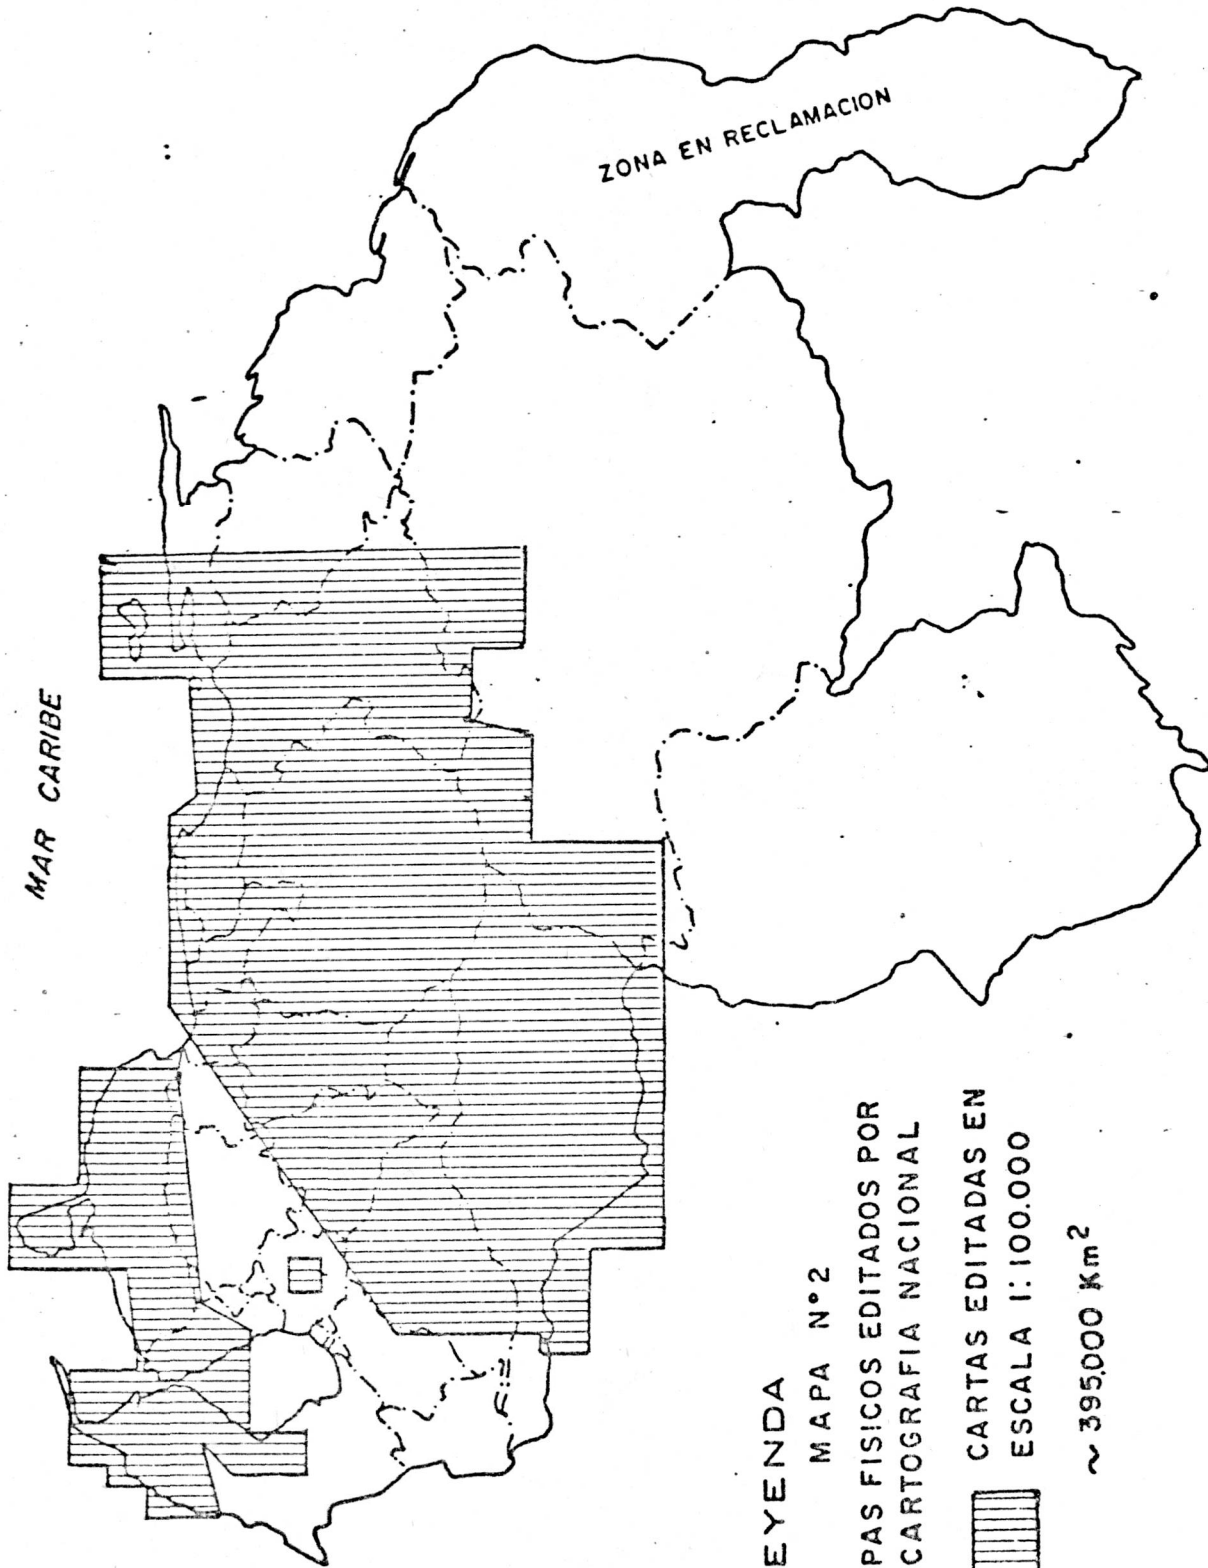 MAR CARIBE
ZONA EN RECLAMACION
EYENDA
MAPA N°2
PAS FISICOS EDITADOS POR
CARTOGRAFIA NACIONAL
CARTAS EDITADAS EN
ESCALA 1:100.000
~ 395,000 Km²